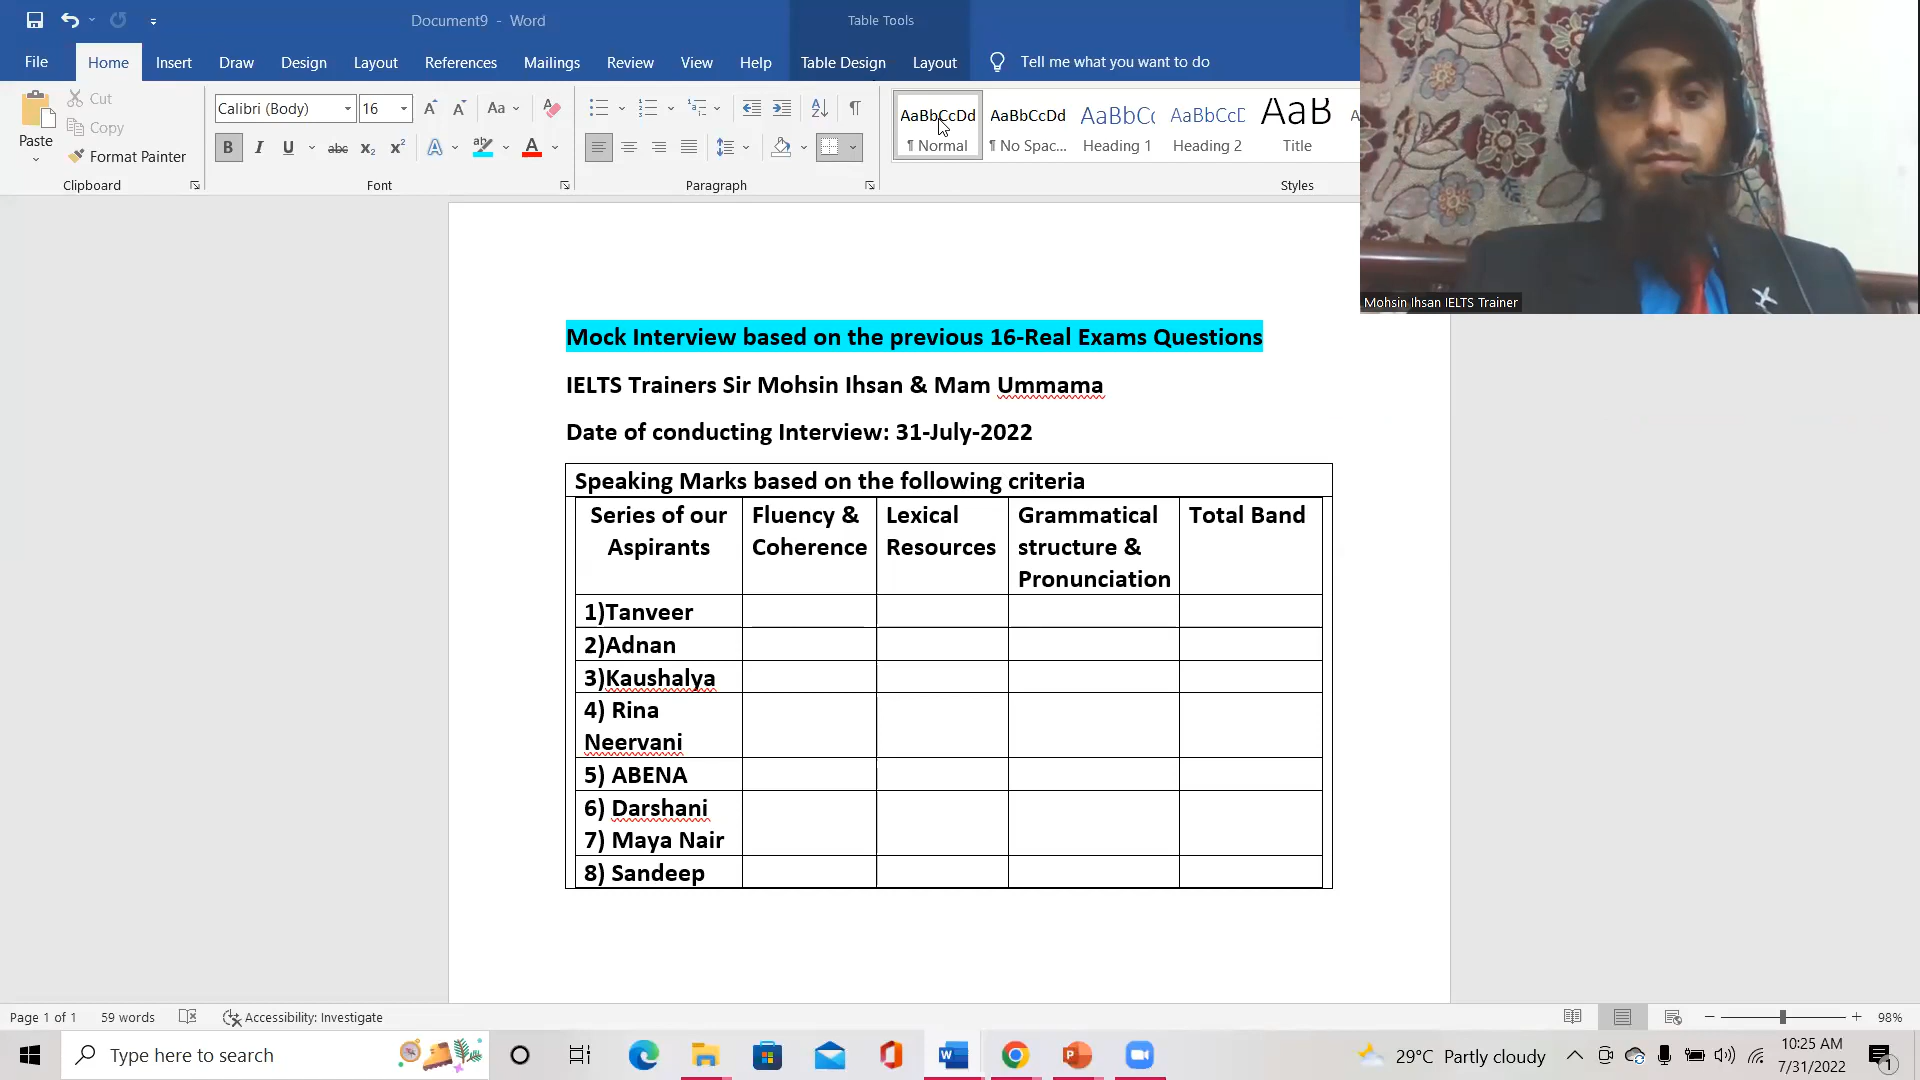 Document9 - Word
Table Tools
File Home Insert Draw Design Layout References Mailings Review View Help Table Design Layout Tell me what you want to do
Paste
Cut
Copy
Format Painter
Clipboard
Calibri (Body) 16 Aa
B I U abc x₂ x² A A
Font
Paragraph
AaBbCcDd AaBbCcDd AaBbC AaBbCcD AaB
¶ Normal ¶ No Spac... Heading 1 Heading 2 Title
Styles
Mohsin Ihsan IELTS Trainer
Mock Interview based on the previous 16-Real Exams Questions
IELTS Trainers Sir Mohsin Ihsan & Mam Ummama
Date of conducting Interview: 31-July-2022
Speaking Marks based on the following criteria
Series of our Fluency & Lexical Grammatical Total Band
Aspirants Coherence Resources structure &
Pronunciation
1)Tanveer
2)Adnan
3)Kaushalya
4) Rina
Neervani
5) ABENA
6) Darshani
7) Maya Nair
8) Sandeep
Page 1 of 1 59 words Accessibility: Investigate 98%
Type here to search
29°C Partly cloudy
10:25 AM
7/31/2022
1